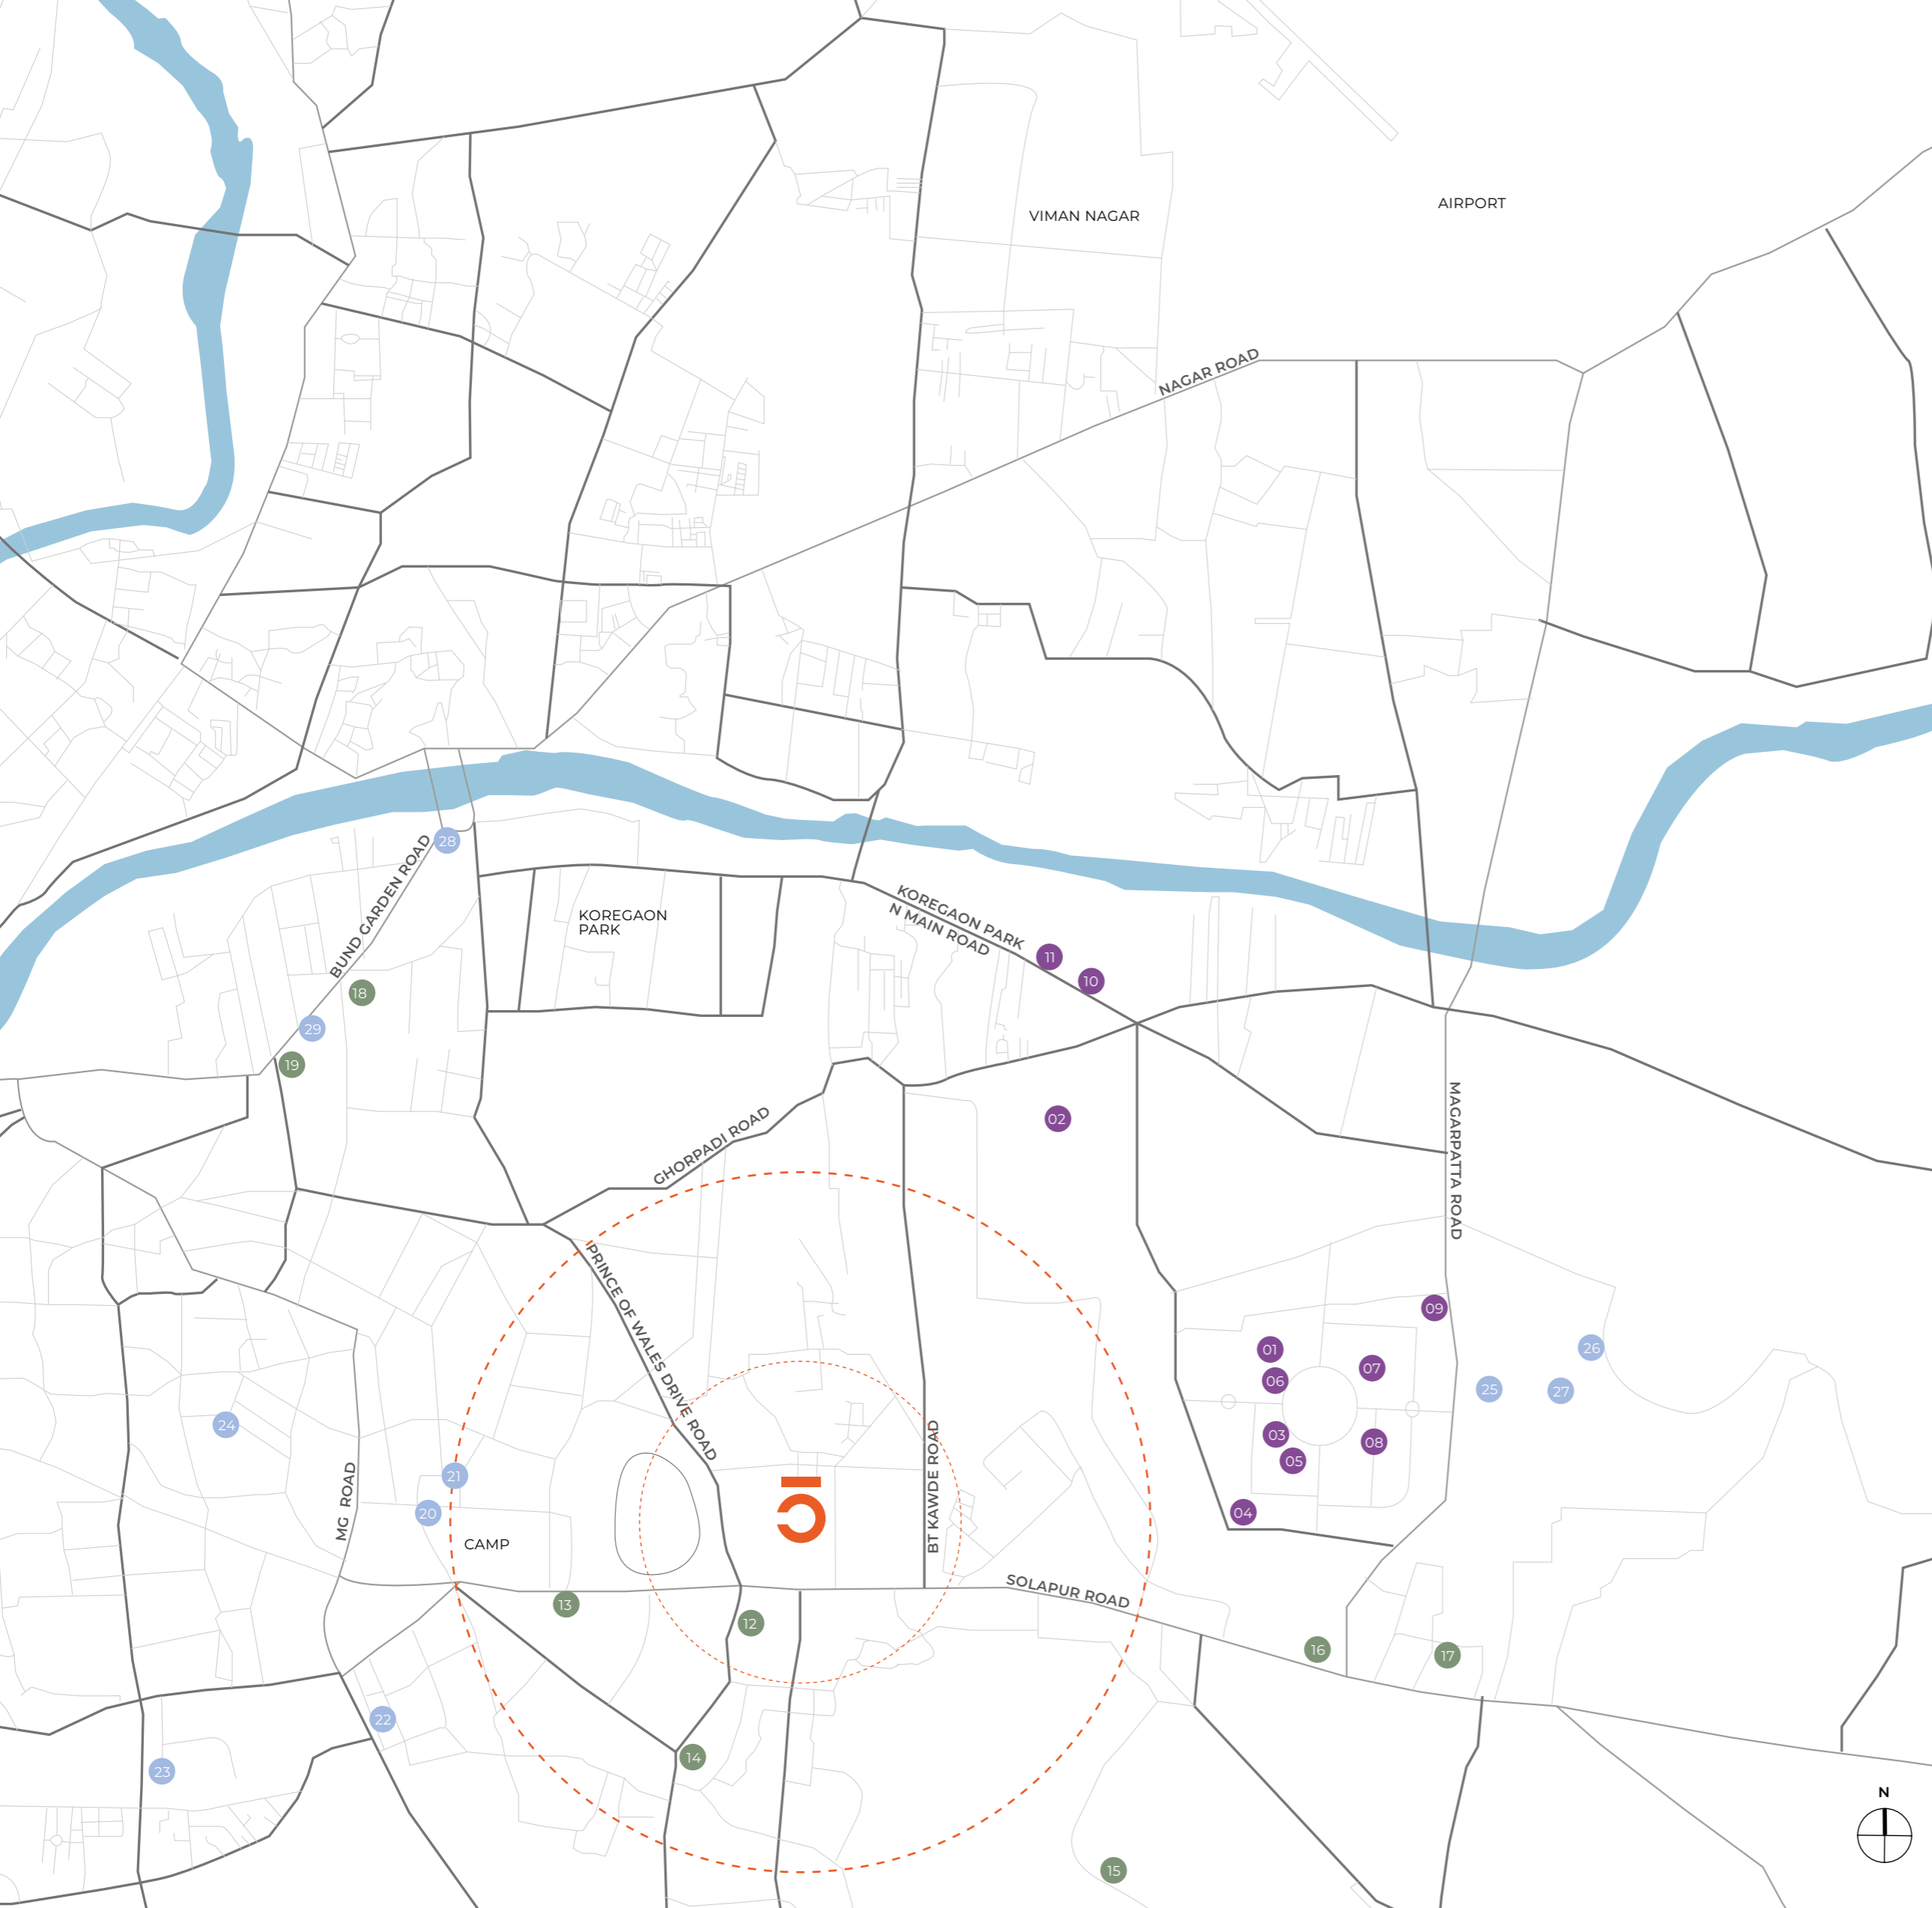 AIRPORT
VIMAN NAGAR
NAGAR ROAD
28
BUND GARDEN ROAD
KOREGAON
PARK
KOREGAON PARK
N MAIN ROAD
11
10
18
29
19
MAGARPATTA ROAD
02
GHORPADI ROAD
PRINCE OF WALES DRIVE ROAD
09
01
07
06
26
25
27
24
03
08
05
21
20
MG ROAD
CAMP
BT KAWDE ROAD
04
SOLAPUR ROAD
13
12
16
17
22
14
23
N
15